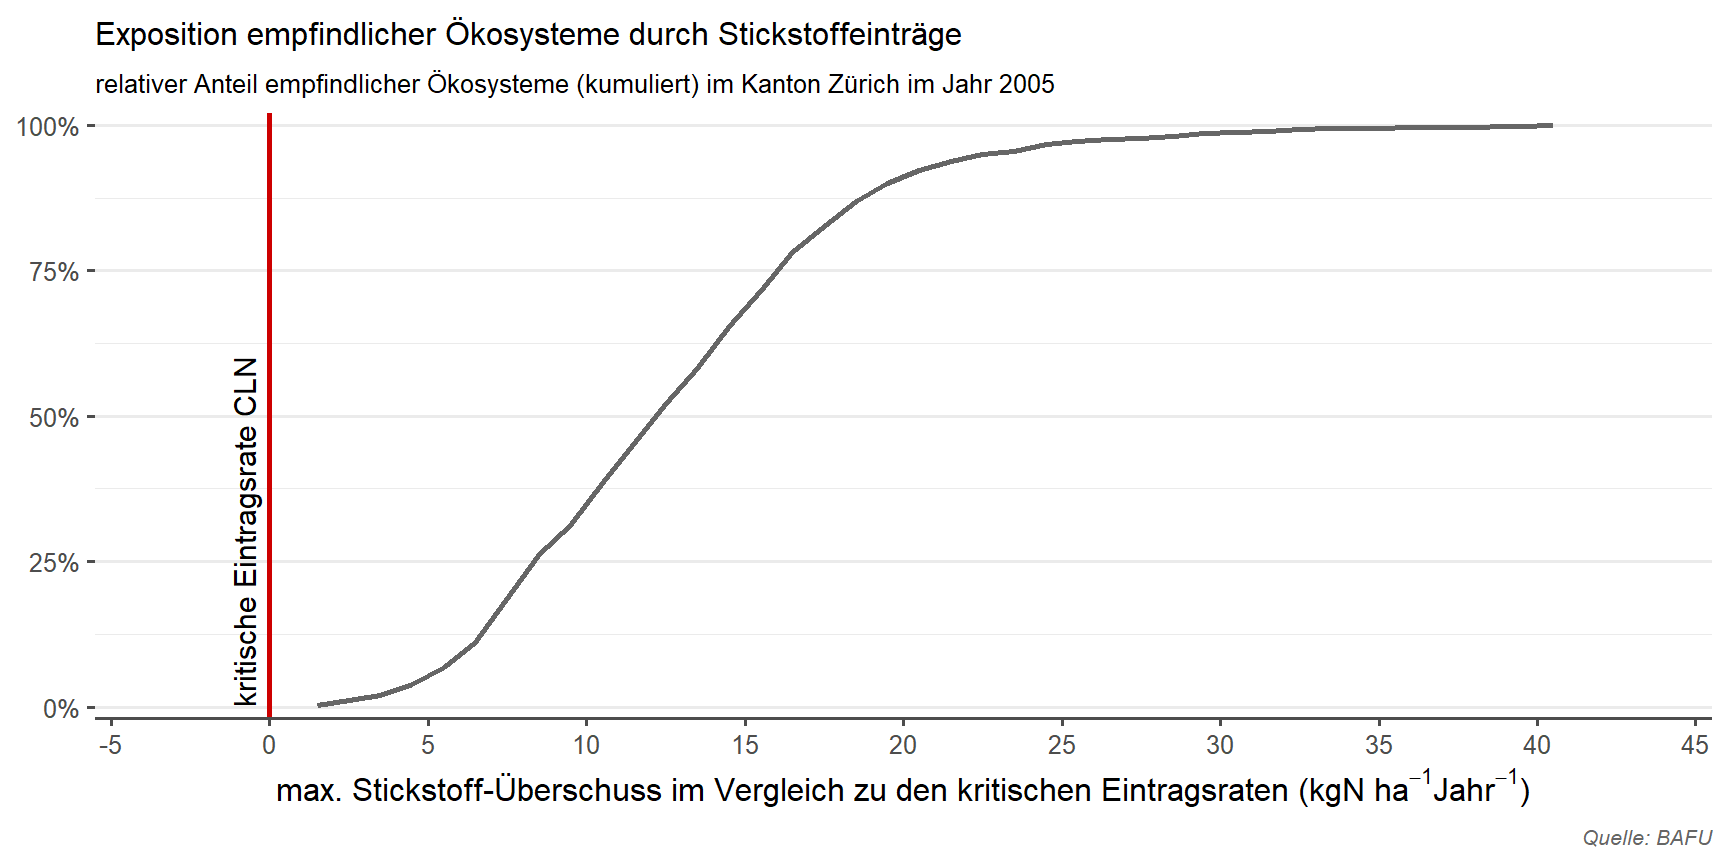 Exposition empfindlicher Ökosysteme durch Stickstoffeinträge
relativer Anteil empfindlicher Ökosysteme (kumuliert) im Kanton Zürich im Jahr 2005
100%
75%
50%
25%
0%
kritische Eintragsrate CLN
-5 0 5 10 15 20 25 30 35 40 45
max. Stickstoff-Überschuss im Vergleich zu den kritischen Eintragsraten (kgN ha⁻¹Jahr⁻¹)
Quelle: BAFU